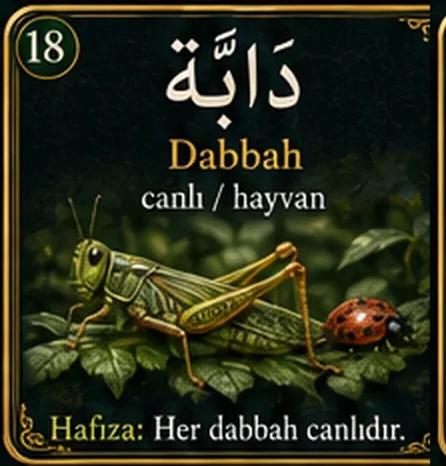 18
دَابَّة
Dabbah
canlı / hayvan
Hafıza: Her dabbah canlıdır.